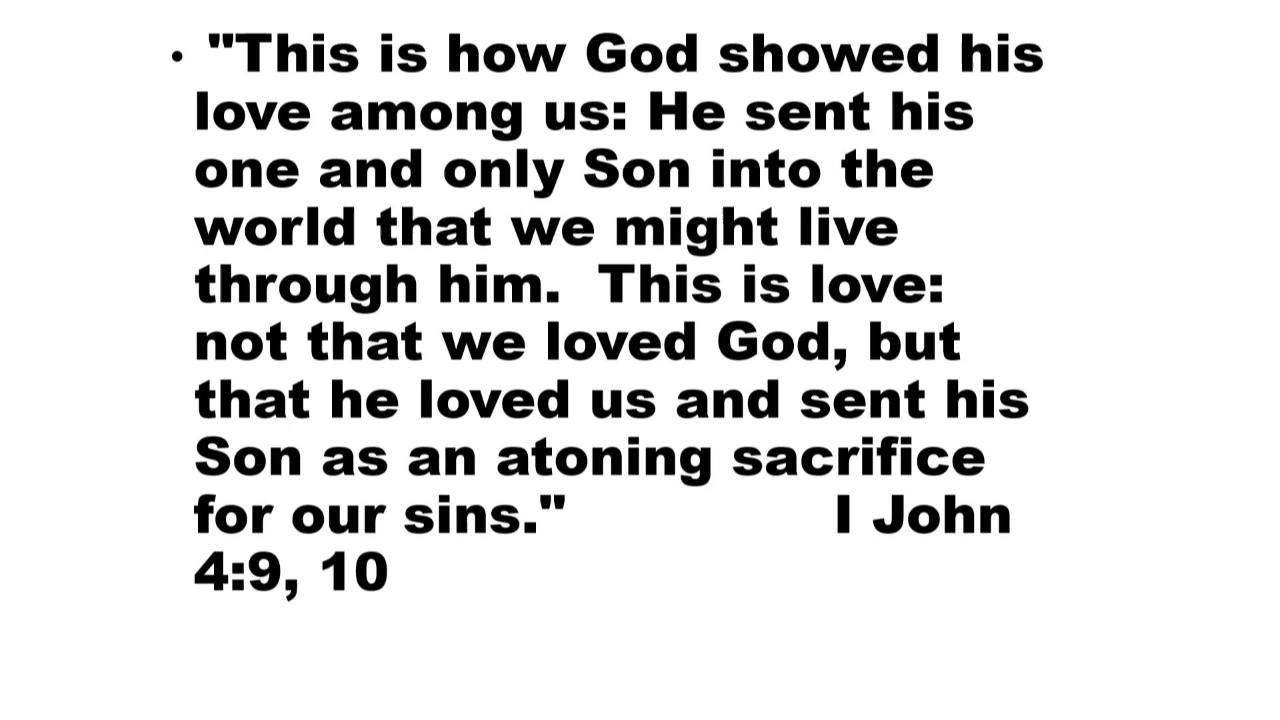 • "This is how God showed his
love among us: He sent his
one and only Son into the
world that we might live
through him.  This is love:
not that we loved God, but
that he loved us and sent his
Son as an atoning sacrifice
for our sins."                I John
4:9, 10